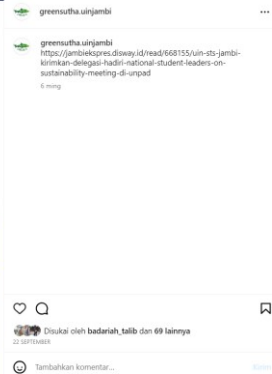 greensutha.uinjambi
greensutha.uinjambi
https://jambiekspres.disway.id/read/668155/uin-sts-jambi-
kirimkan-delegasi-hadiri-national-student-leaders-on-
sustainability-meeting-di-unpad
6 ming
Disukai oleh badariah_talib dan 69 lainnya
22 SEPTEMBER
Tambahkan komentar...
Kirim